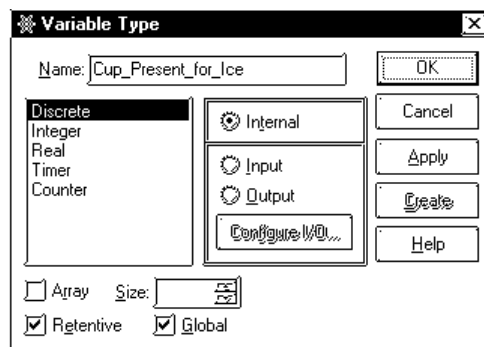 Variable Type
Name: Cup_Present_for_Ice
OK
Discrete
Integer
Real
Timer
Counter
Internal
Input
Output
Configure I/O...
Cancel
Apply
Create
Help
Array Size:
Retentive Global